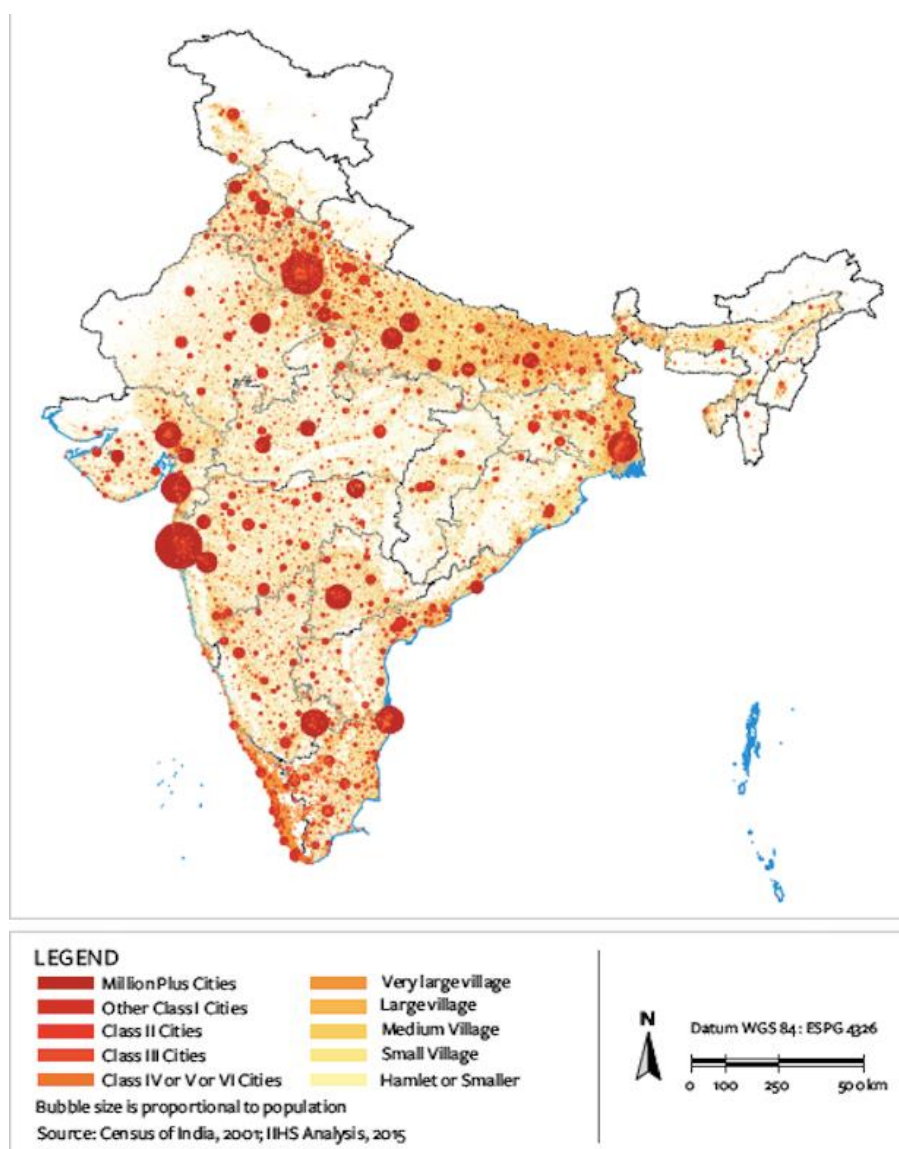 LEGEND
Million Plus Cities
Other Class I Cities
Class II Cities
Class III Cities
Class IV or V or VI Cities
Very large village
Large village
Medium Village
Small Village
Hamlet or Smaller
Bubble size is proportional to population
Source: Census of India, 2001; IIHS Analysis, 2015
N
Datum WGS 84: ESPG 4326
0 100 250 500 km